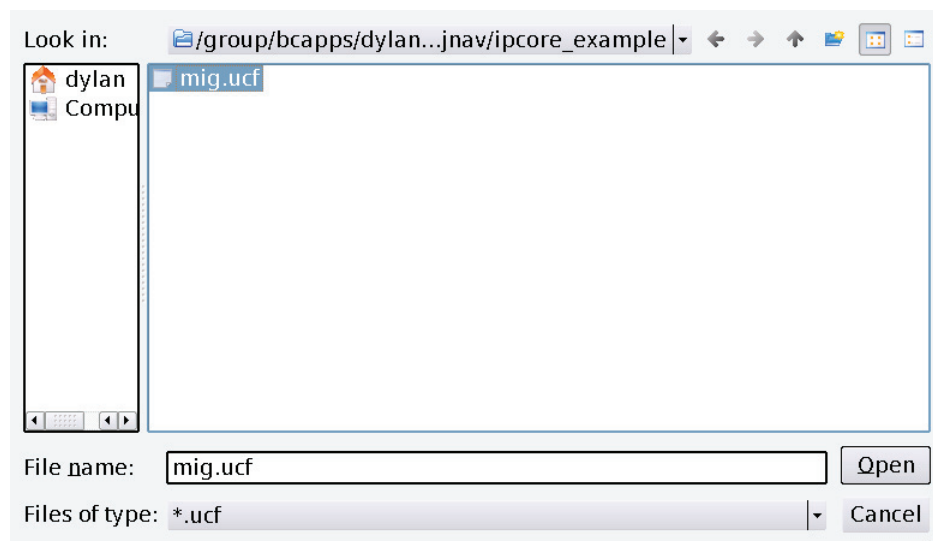 Look in: /group/bcapps/dylan...jnav/ipcore_example
dylan
Compu
mig.ucf
File name: mig.ucf Open
Files of type: *.ucf Cancel